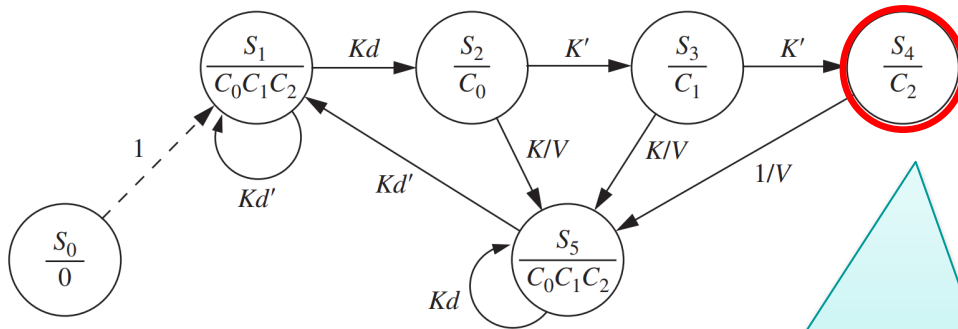 S₁
C₀C₁C₂
Kd
S₂
C₀
K′
S₃
C₁
K′
S₄
C₂
1
Kd′
Kd′
K/V
K/V
1/V
S₀
0
S₅
C₀C₁C₂
Kd